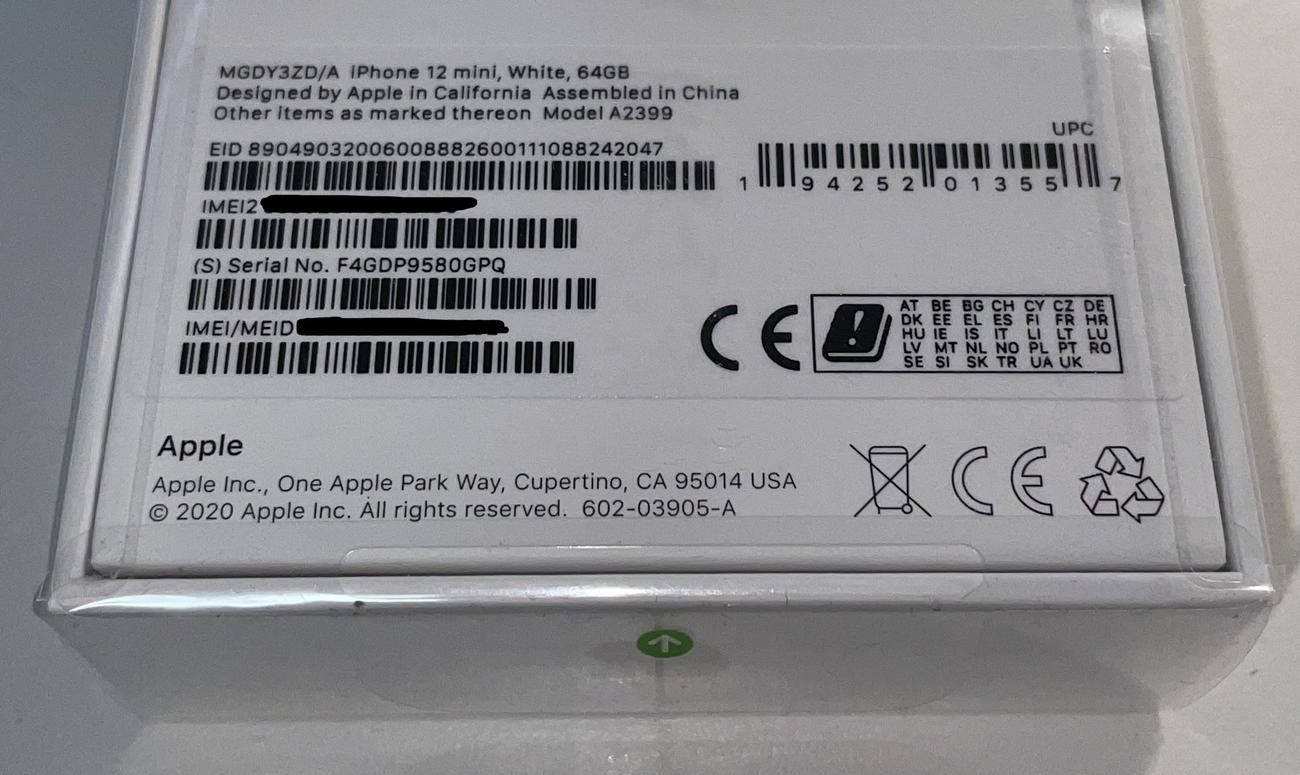 MGDY3ZD/A iPhone 12 mini, White, 64GB
Designed by Apple in California Assembled in China
Other items as marked thereon Model A2399
EID 89049032006008882600111088242047
UPC
1 94252 01355 7
IMEI2
(S) Serial No. F4GDP9580GPQ
IMEI/MEID
CE
AT BE BG CH CY CZ DE
DK EE EL ES FI FR HR
HU IE IS IT LI LT LU
LV MT NL NO PL PT RO
SE SI SK TR UA UK
Apple
Apple Inc., One Apple Park Way, Cupertino, CA 95014 USA
© 2020 Apple Inc. All rights reserved. 602-03905-A
CE